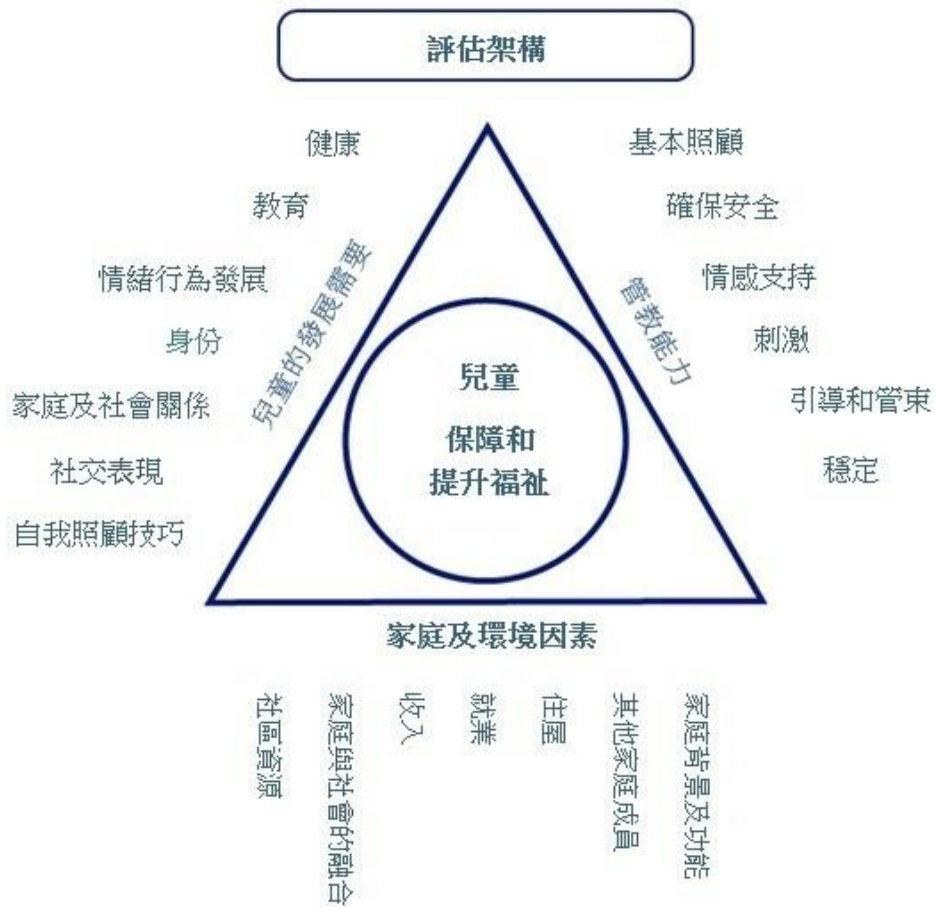 評估架構
健康
教育
情緒行為發展
身份
家庭及社會關係
社交表現
自我照顧技巧
兒童的發展需要
基本照顧
確保安全
情感支持
刺激
引導和管束
穩定
管教能力
兒童
保障和
提升福祉
家庭及環境因素
社區資源
家庭與社會的融合
收入
就業
住屋
其他家庭成員
家庭背景及功能